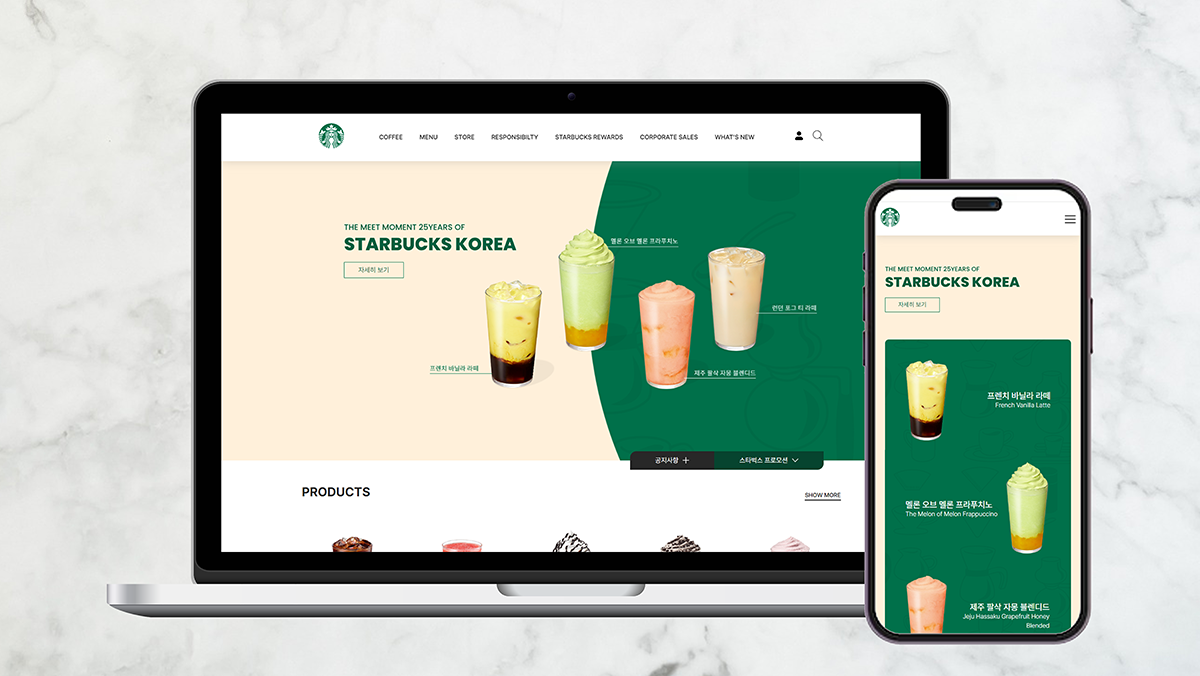 COFFEE MENU STORE RESPONSIBILTY STARBUCKS REWARDS CORPORATE SALES WHAT'S NEW
THE MEET MOMENT 25YEARS OF
STARBUCKS KOREA
자세히 보기
멜론 오브 멜론 프라푸치노
런던 포그 티 라떼
프렌치 바닐라 라떼
제주 팔삭 자몽 블렌디드
공지사항
스타벅스 프로모션
PRODUCTS
SHOW MORE
THE MEET MOMENT 25YEARS OF
STARBUCKS KOREA
자세히 보기
프렌치 바닐라 라떼
French Vanilla Latte
멜론 오브 멜론 프라푸치노
The Melon of Melon Frappuccino
제주 팔삭 자몽 블렌디드
Jeju Hassaku Grapefruit Honey
Blended